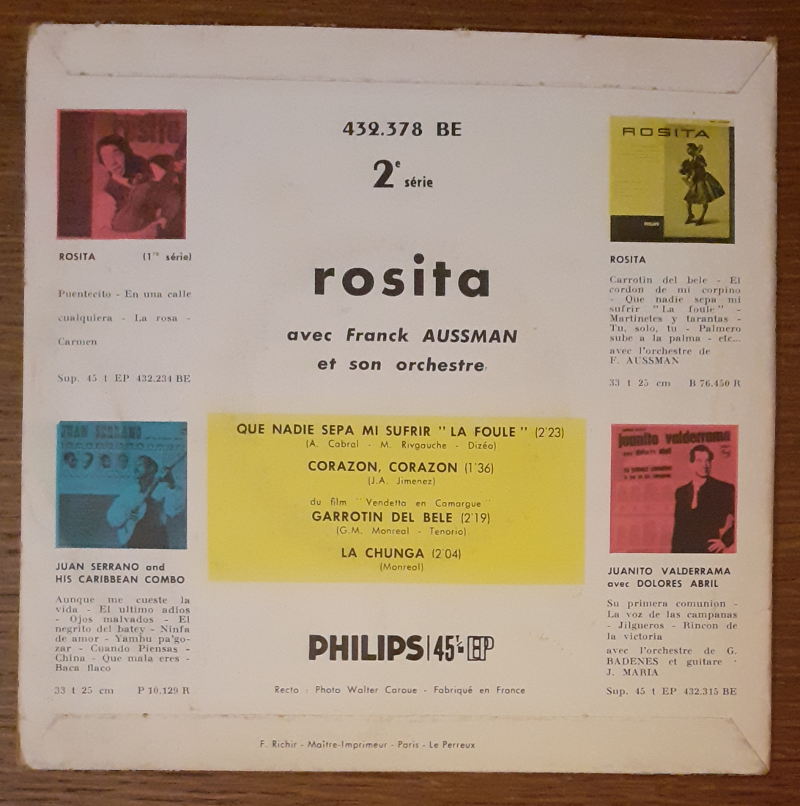 432.378 BE
2e série
rosita
avec Franck AUSSMAN
et son orchestre
QUE NADIE SEPA MI SUFRIR "LA FOULE" (2'23)
(A. Cabral - M. Rivgauche - Dizéo)
CORAZON, CORAZON (1'36)
(J.A. Jimenez)
du film "Vendetta en Camargue"
GARROTIN DEL BELE (2'19)
(G.M. Monreal - Tenorio)
LA CHUNGA (2'04)
(Monreal)
PHILIPS 45t EP
Recto : Photo Walter Carone - Fabriqué en France
F. Richir - Maître-Imprimeur - Paris - Le Perreux
rosita
ROSITA (1re série)
Puentecito - En una calle
cualquiera - La rosa -
Carmen
Sup. 45 t EP 432.234 BE
JUAN SERRANO
JUAN SERRANO and
HIS CARIBBEAN COMBO
Aunque me cueste la
vida - El ultimo adios
- Ojos malvados - El
negrito del batey - Ninfa
de amor - Yambu pa'go-
zar - Cuando Piensas -
China - Que mala eres -
Baca flaco
33 t 25 cm P 10.129 R
ROSITA
PHILIPS
ROSITA
Carrotin del bele - El
cordon de mi corpino
- Que nadie sepa mi
sufrir "La foule" -
Martinetes y tarantas -
Tu, solo, tu - Palmero
sube a la palma - etc...
avec l'orchestre de
F. AUSSMAN
33 t 25 cm B 76.450 R
juanito valderrama
JUANITO VALDERRAMA
avec DOLORES ABRIL
Su primera comunion -
La voz de las campanas
- Jilgueros - Rincon de
la victoria
avec l'orchestre de G.
BADENES et guitare :
J. MARIA
Sup. 45 t EP 432.315 BE